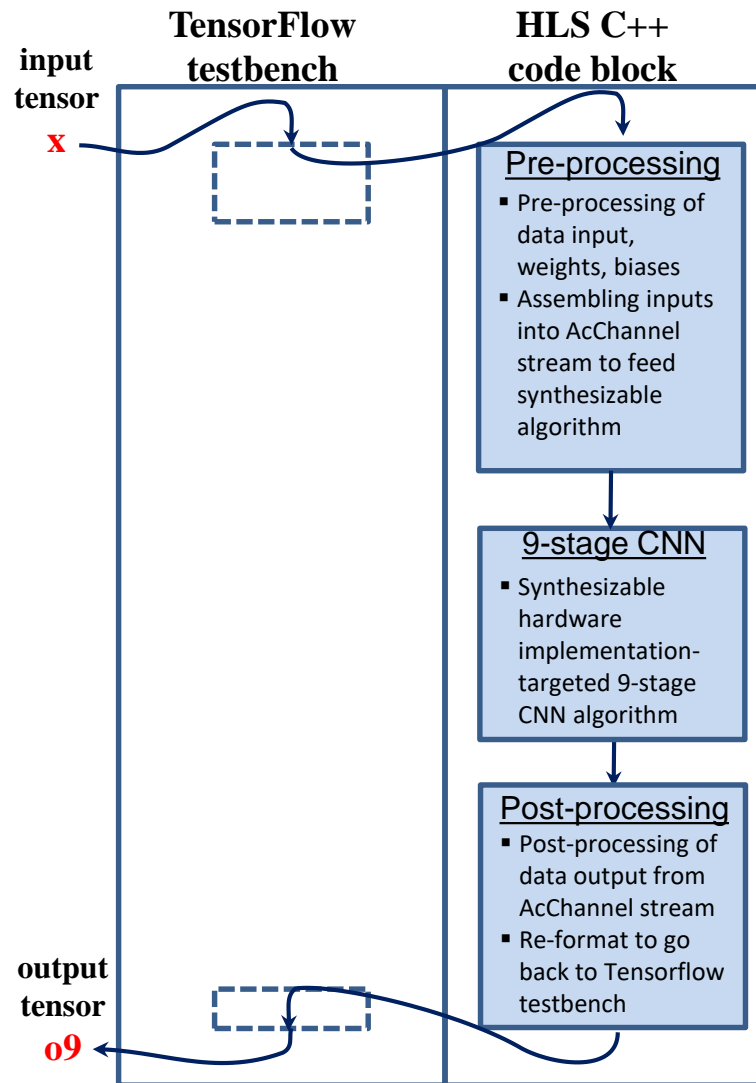 TensorFlow
testbench
HLS C++
code block
input
tensor
x
Pre-processing
▪ Pre-processing of
data input,
weights, biases
▪ Assembling inputs
into AcChannel
stream to feed
synthesizable
algorithm
9-stage CNN
▪ Synthesizable
hardware
implementation-
targeted 9-stage
CNN algorithm
Post-processing
▪ Post-processing of
data output from
AcChannel stream
▪ Re-format to go
back to Tensorflow
testbench
output
tensor
o9